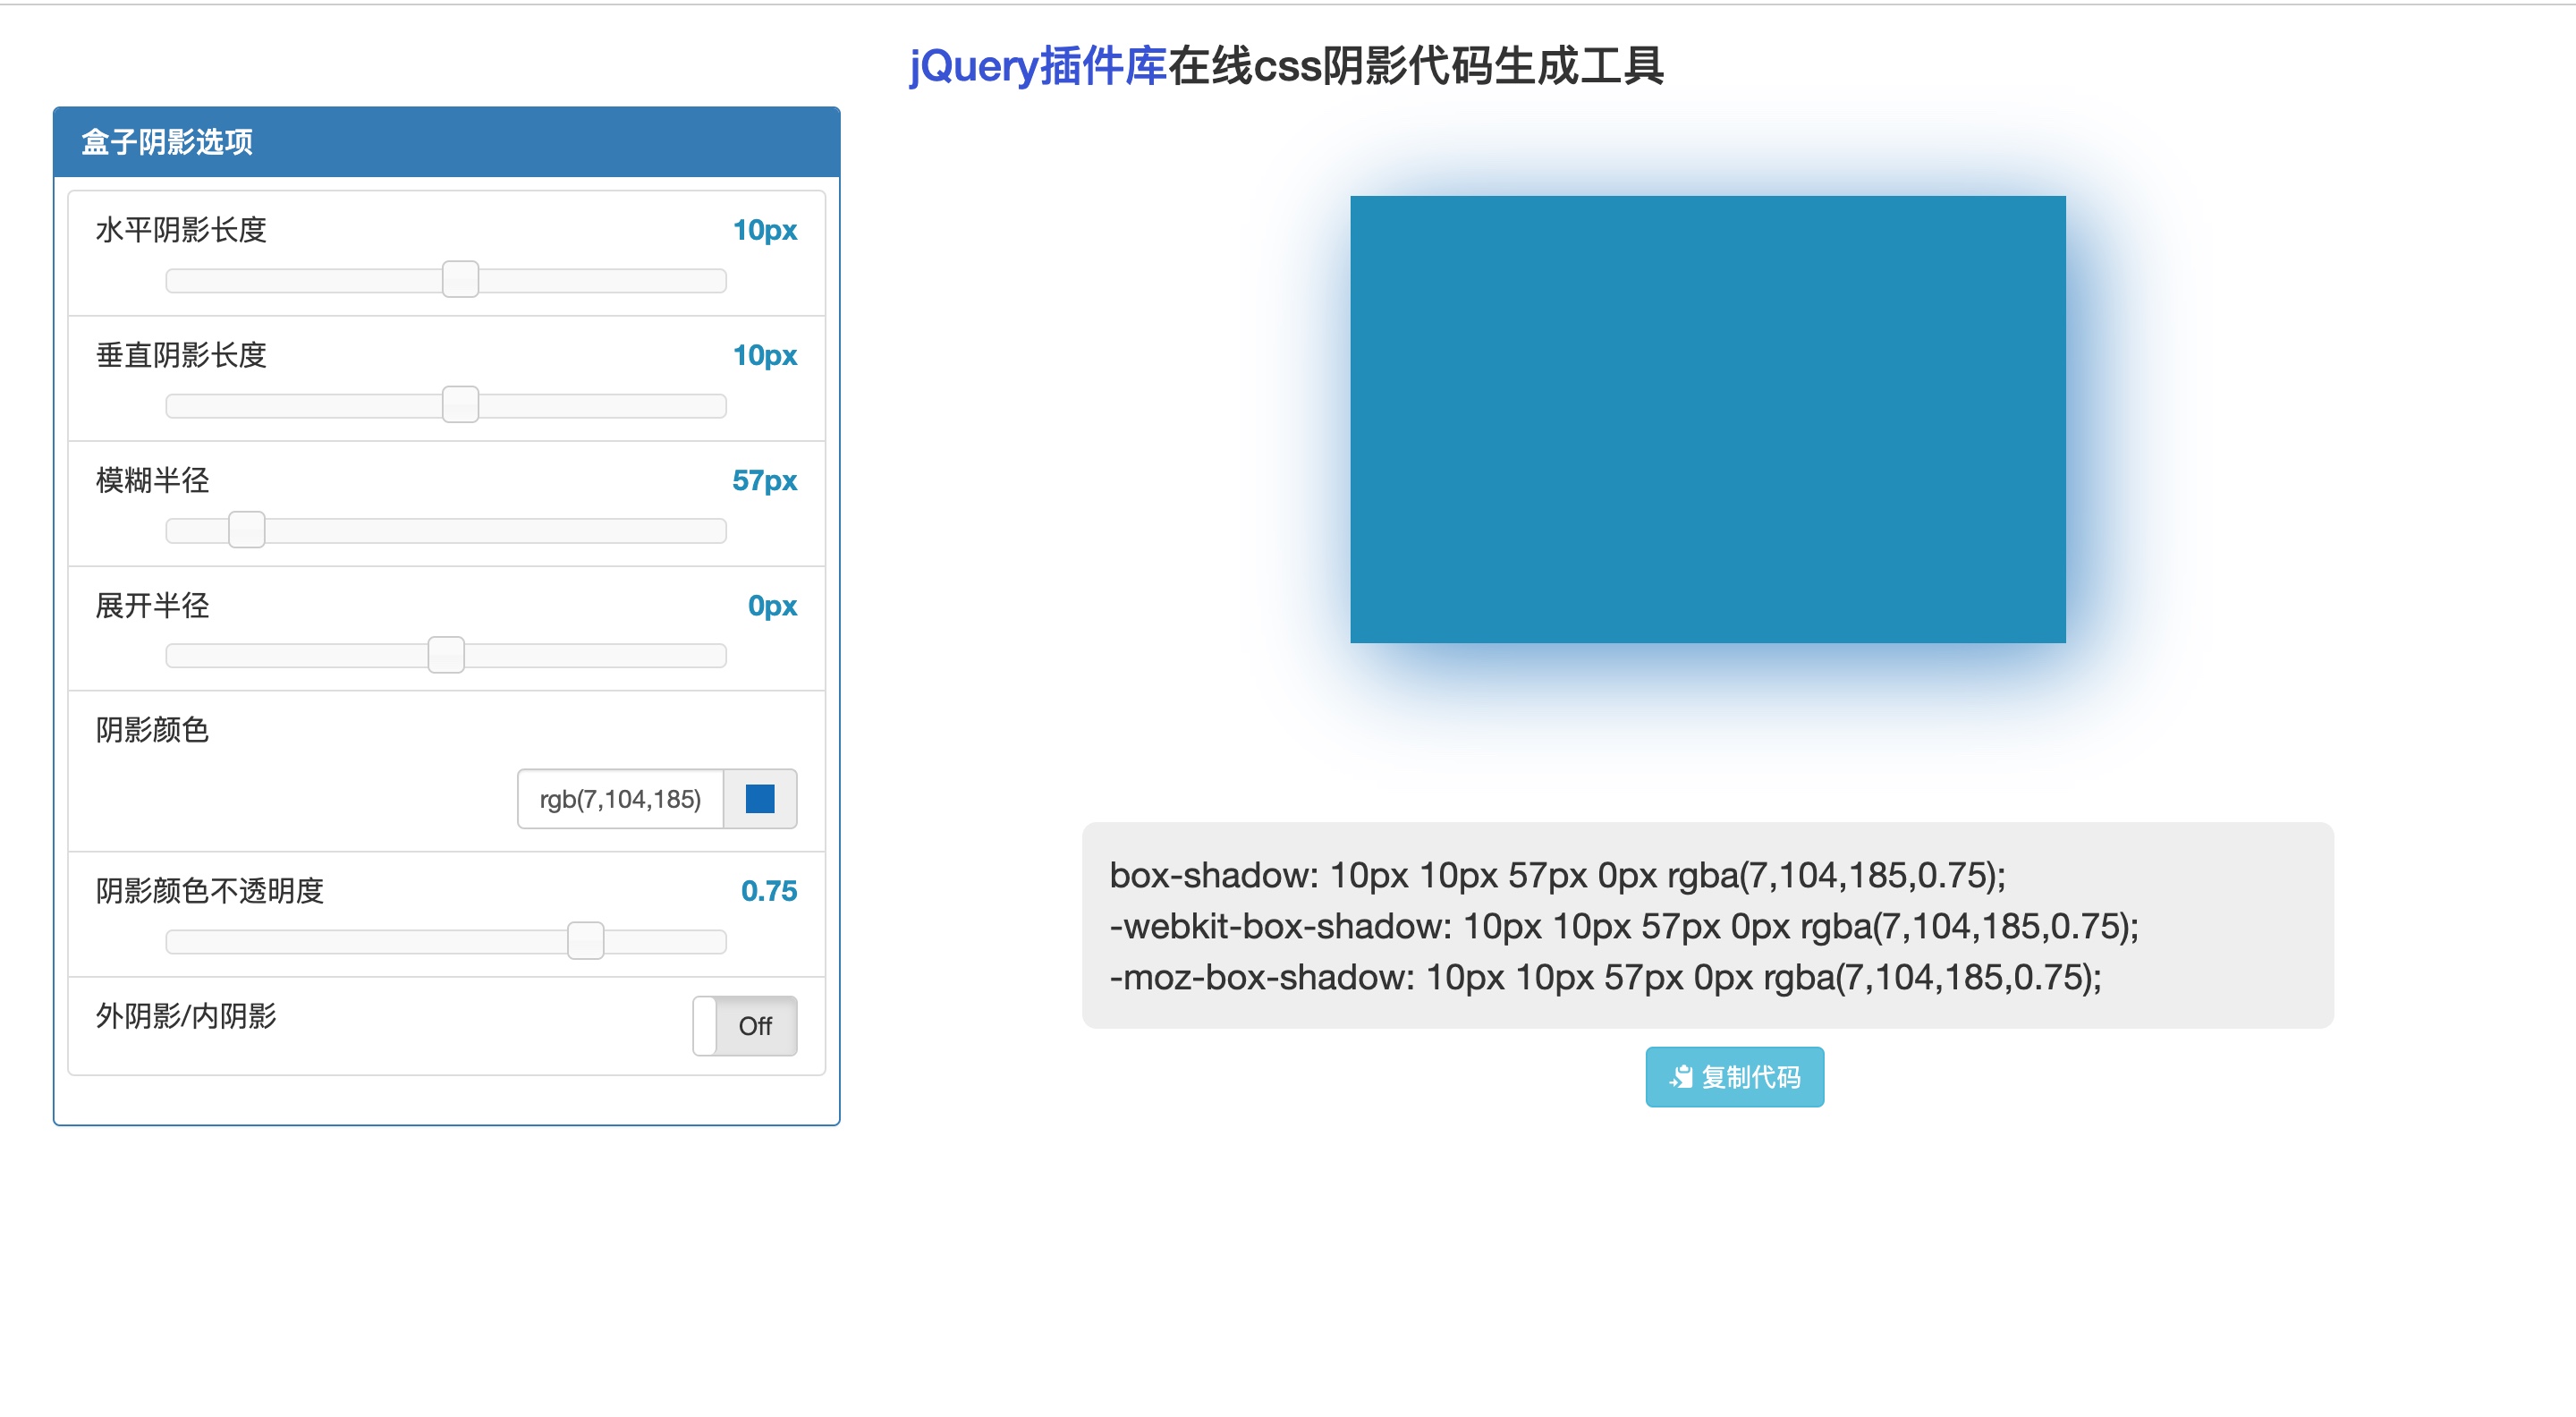 jQuery插件库在线css阴影代码生成工具
盒子阴影选项
水平阴影长度 10px
垂直阴影长度 10px
模糊半径 57px
展开半径 0px
阴影颜色
rgb(7,104,185)
阴影颜色不透明度 0.75
外阴影/内阴影 Off
box-shadow: 10px 10px 57px 0px rgba(7,104,185,0.75);
-webkit-box-shadow: 10px 10px 57px 0px rgba(7,104,185,0.75);
-moz-box-shadow: 10px 10px 57px 0px rgba(7,104,185,0.75);
复制代码